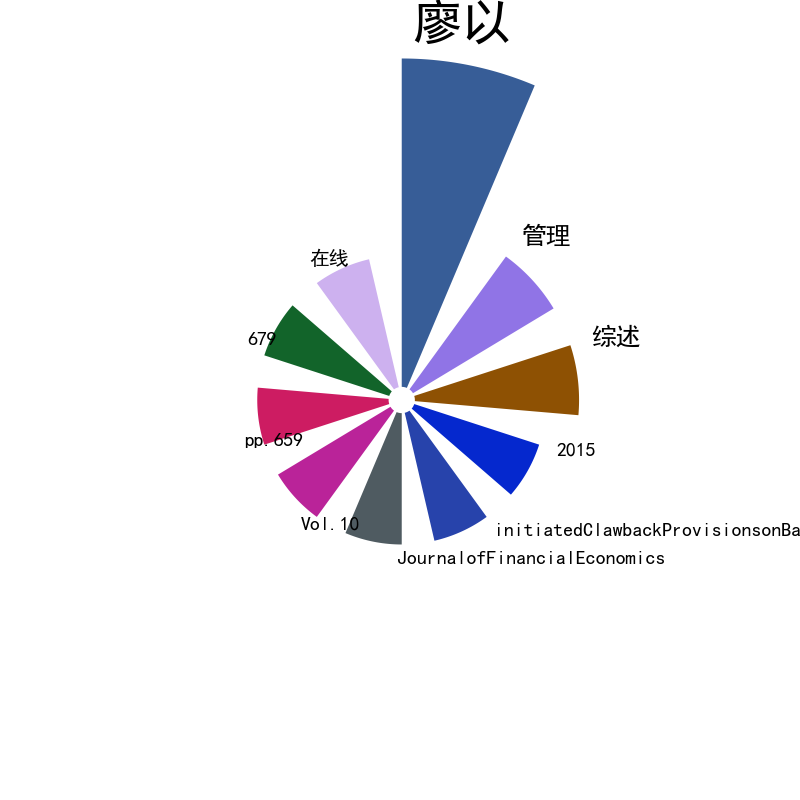 廖以
管理
在线
综述
679
pp. 659
2015
Vol.10
initiatedClawbackProvisionsonBa
JournalofFinancialEconomics